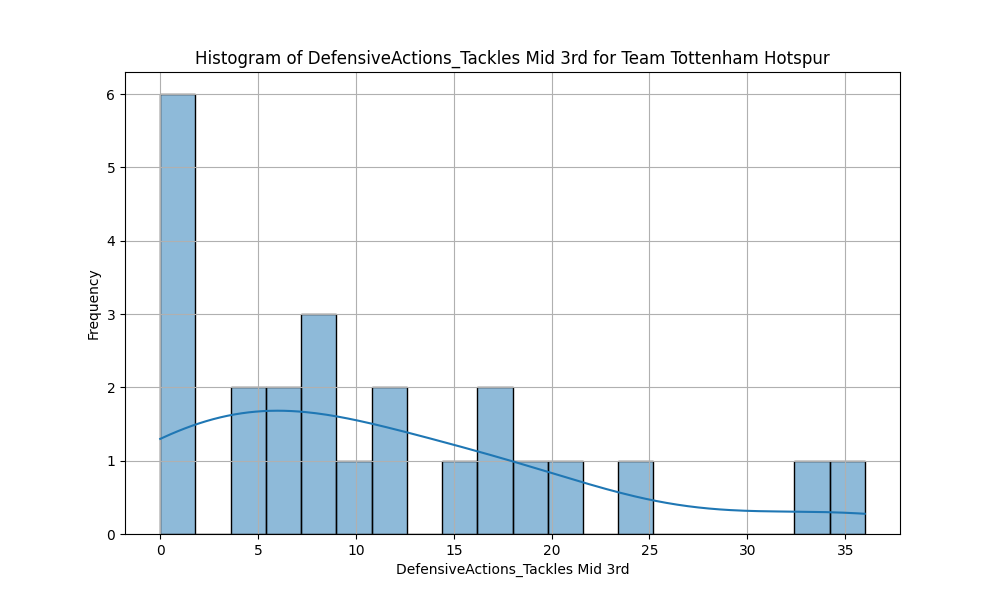 Histogram of DefensiveActions_Tackles Mid 3rd for Team Tottenham Hotspur
6
5
4
3
2
1
0
Frequency
0 5 10 15 20 25 30 35
DefensiveActions_Tackles Mid 3rd